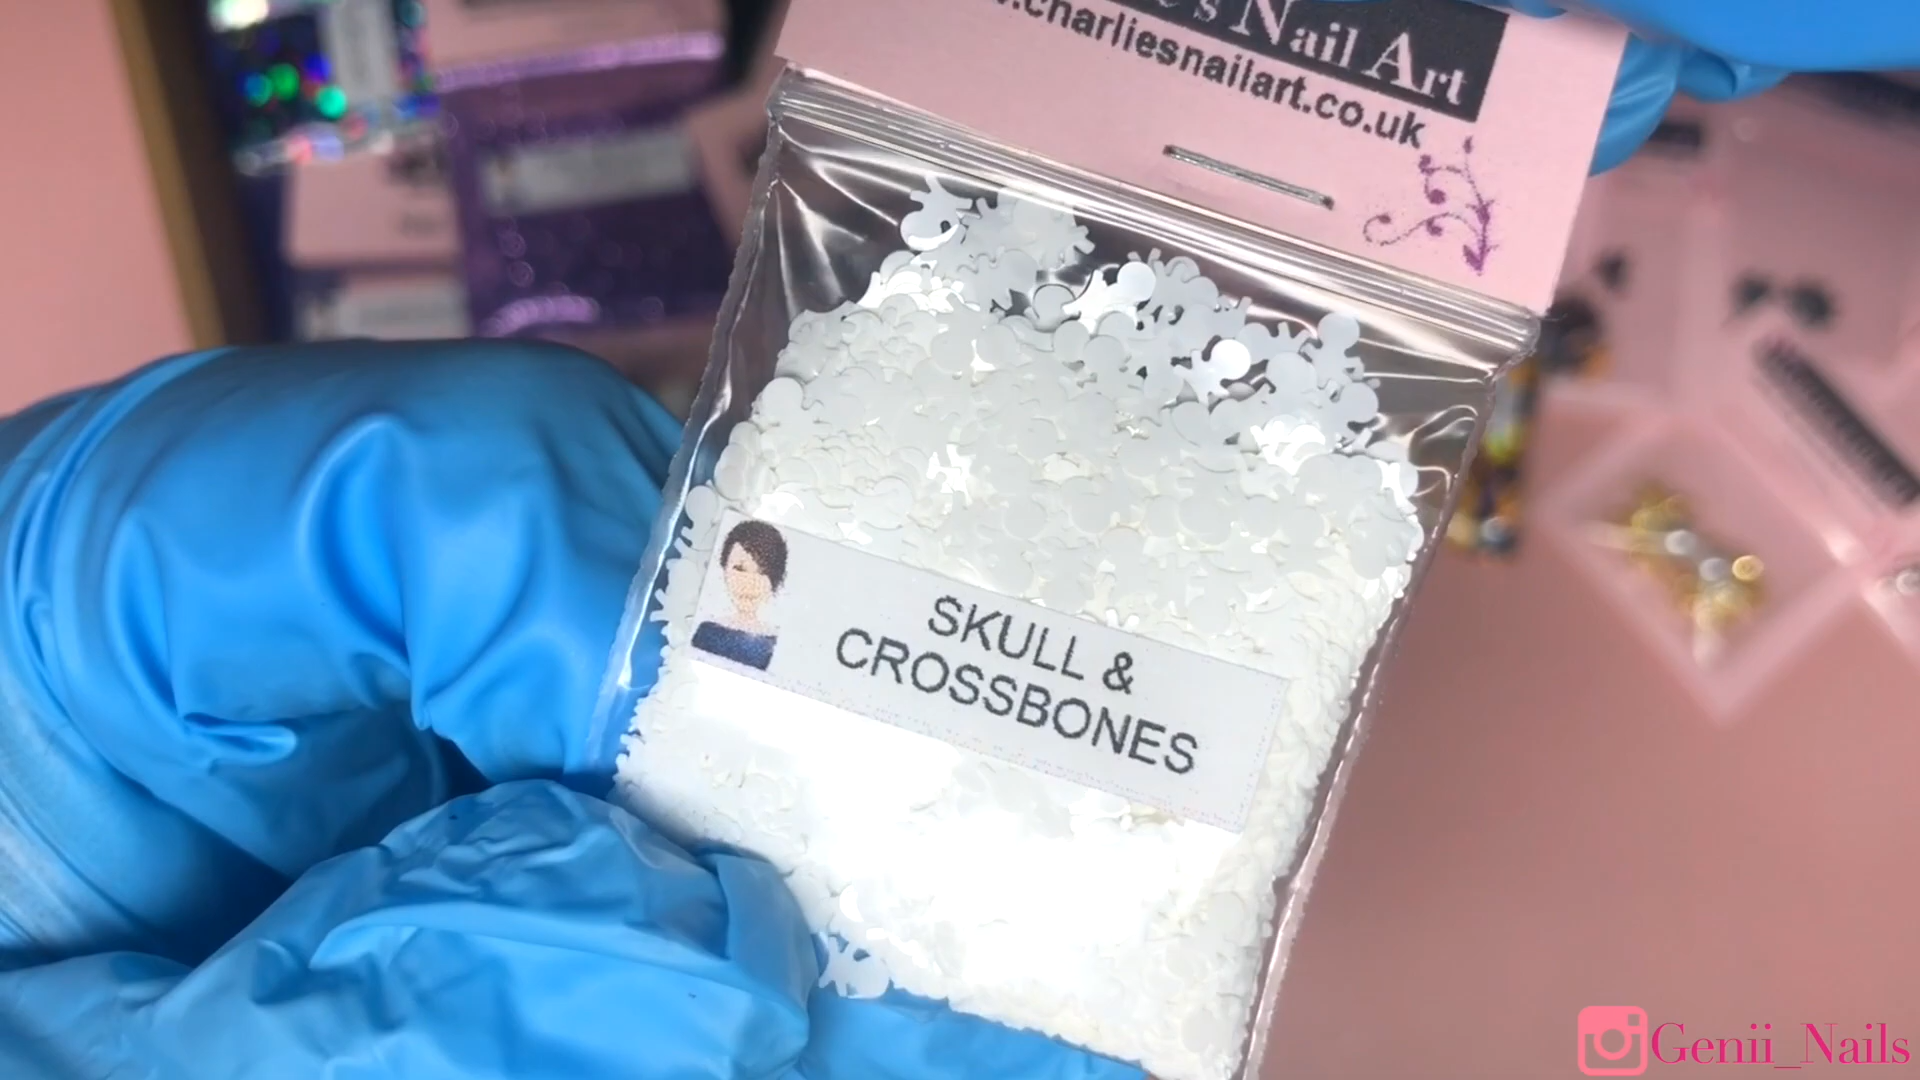 's Nail Art
.charliesnailart.co.uk
SKULL &
CROSSBONES
Genii_Nails